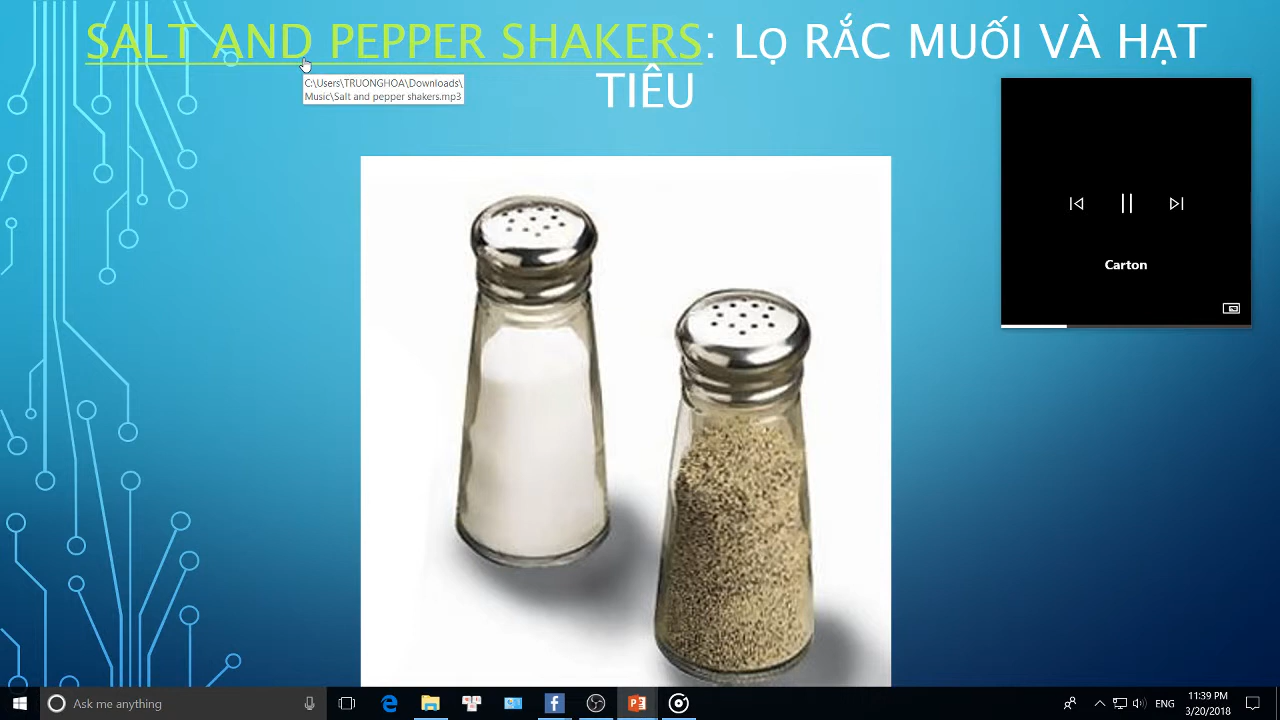 SALT AND PEPPER SHAKERS: LỌ RẮC MUỐI VÀ HẠT
TIÊU
C:\Users\TRUONGHOA\Downloads\
Music\Salt and pepper shakers.mp3
Carton
Ask me anything
ENG
11:39 PM
3/20/2018